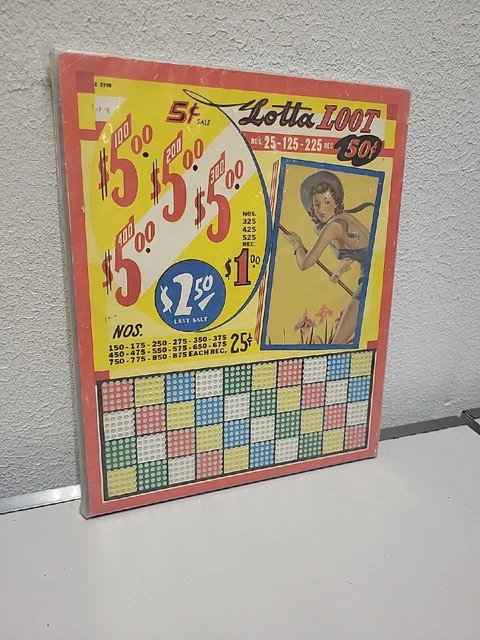 5¢ SALE
Lotta LOOT
NO'S. 25-125-225 REC. 50¢
100
$5.00
200
$5.00
300
$5.00
400
$5.00
NOS.
325
425
525
REC.
$1.00
$2.50
LAST SALE
NOS.
150-175-250-275-350-375
450-475-550-575-650-675
750-775-850-875 EACH REC. 25¢